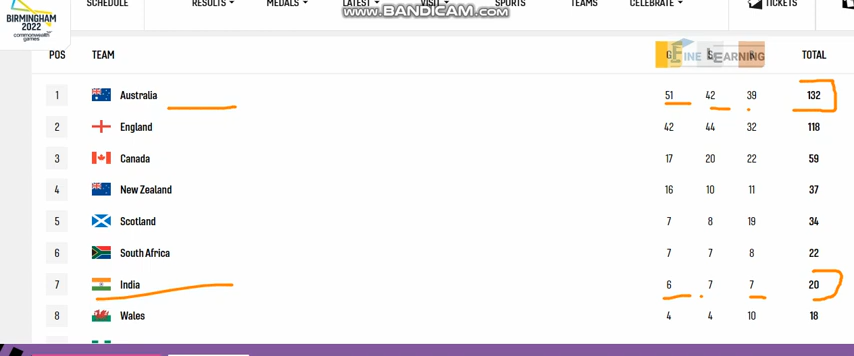 WWW.BANDICAM.COM
SCHEDULE RESULTS MEDALS LATEST VISIT SPORTS TEAMS CELEBRATE TICKETS
BIRMINGHAM
2022
commonwealth
games
POS TEAM G S B TOTAL
FINE LEARNING
1 Australia 51 42 39 132
2 England 42 44 32 118
3 Canada 17 20 22 59
4 New Zealand 16 10 11 37
5 Scotland 7 8 19 34
6 South Africa 7 7 8 22
7 India 6 7 7 20
8 Wales 4 4 10 18